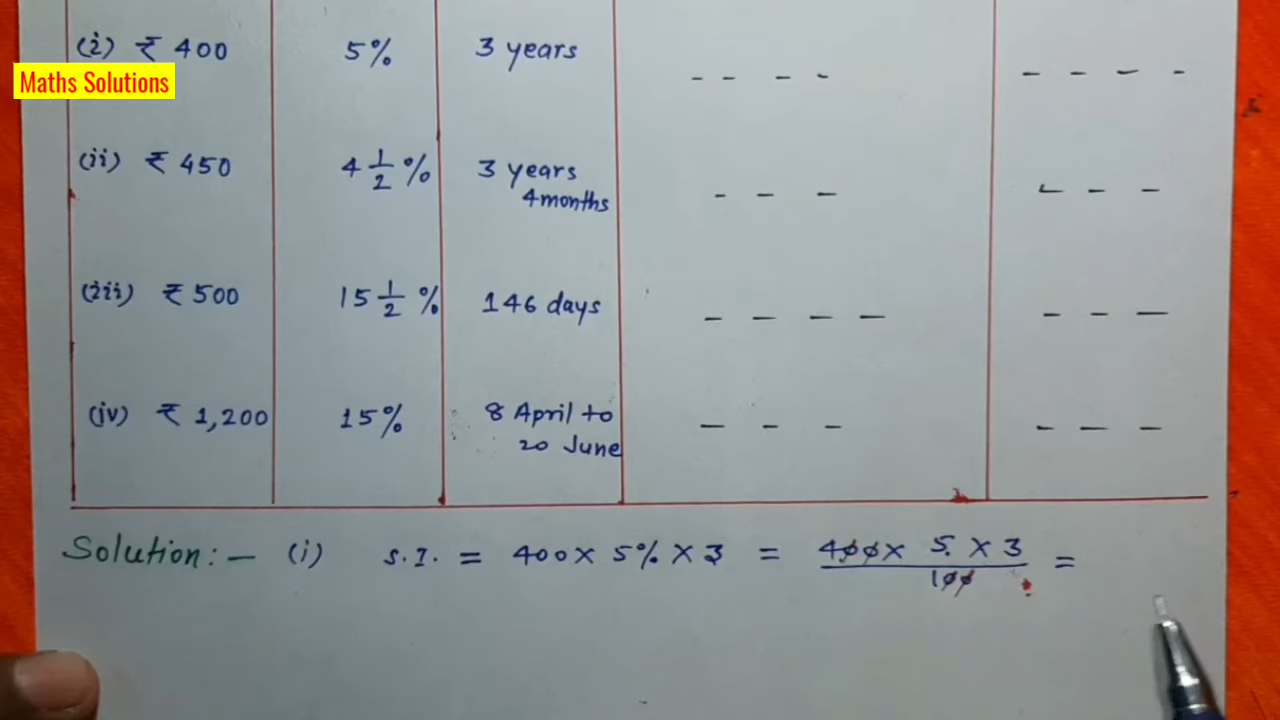 (i) ₹ 400 5% 3 years - - - - - - - -
Maths Solutions
(ii) ₹ 450 4 1/2 % 3 years - - - - - -
4 months
(iii) ₹ 500 15 1/2 % 146 days - - - - - - -
(iv) ₹ 1,200 15% 8 April to - - - - - -
20 June
Solution:- (i) S.I. = 400 × 5% × 3 = 400 × 5 × 3 / 100 =